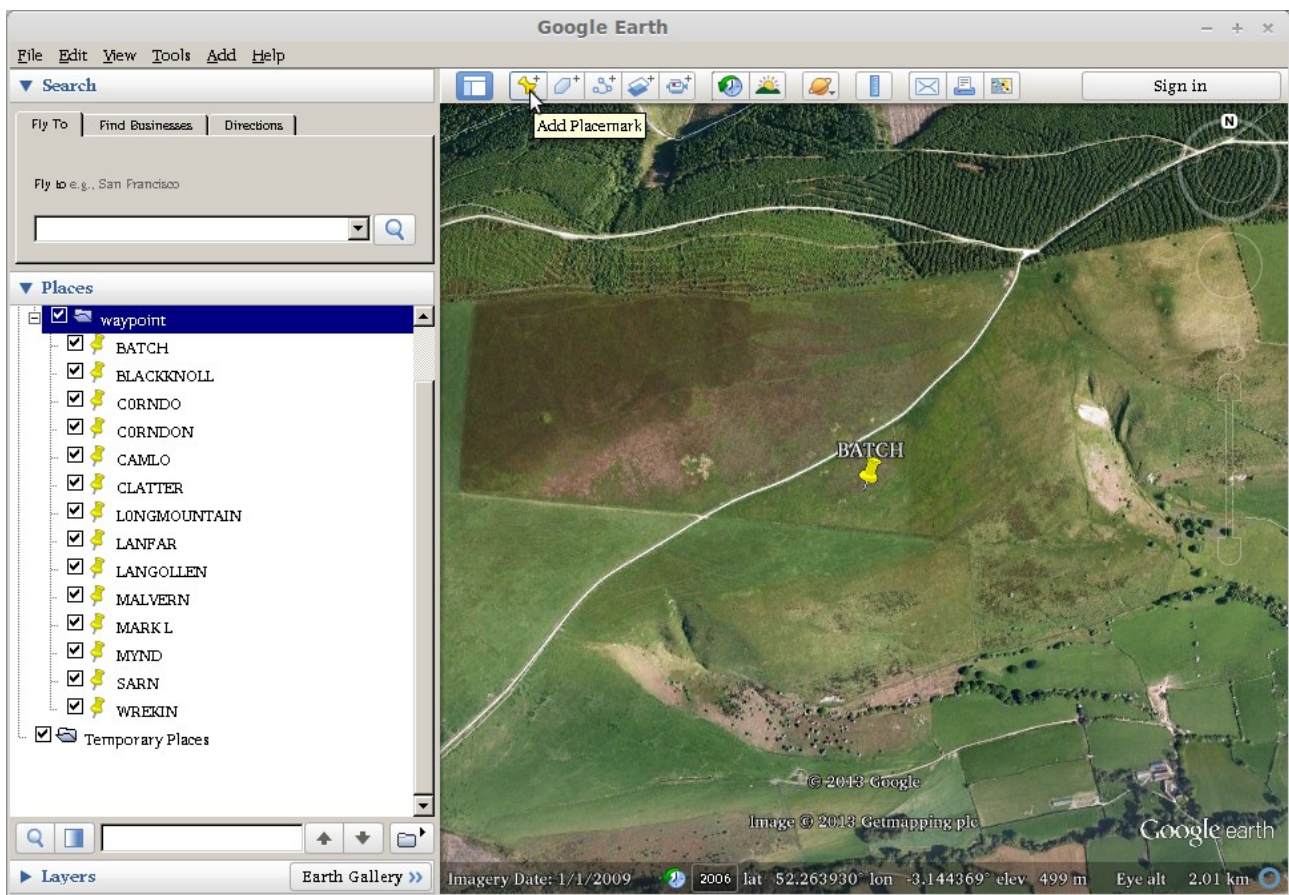 Google Earth
File Edit View Tools Add Help
Search
Sign in
Add Placemark
Fly To Find Businesses Directions
Fly to e.g., San Francisco
N
Places
waypoint
BATCH
BLACKKNOLL
C0RND0
C0RNDON
CAMLO
CLATTER
L0NGMOUNTAIN
LANFAR
LANGOLLEN
MALVERN
MARK L
MYND
SARN
WREKIN
Temporary Places
BATCH
© 2013 Google
Image © 2013 Getmapping plc
Google earth
Layers
Earth Gallery »
Imagery Date: 1/1/2009 2006 lat 52.263930° lon -3.144369° elev 499 m Eye alt 2.01 km